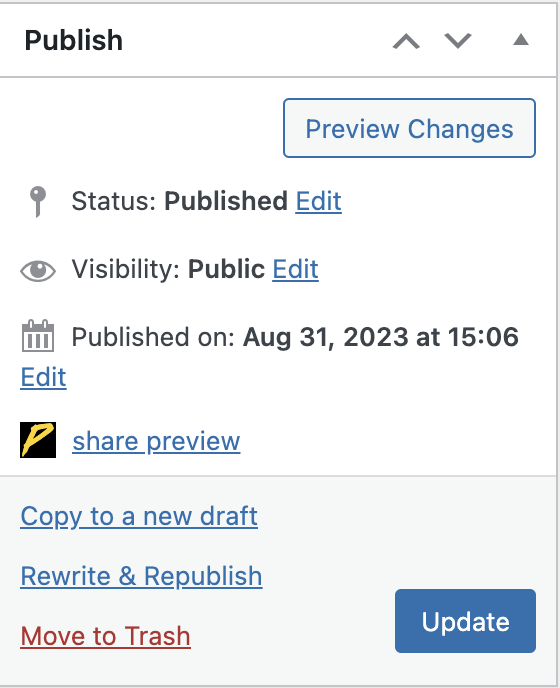 Publish
Preview Changes
Status: Published Edit
Visibility: Public Edit
Published on: Aug 31, 2023 at 15:06
Edit
share preview
Copy to a new draft
Rewrite & Republish
Move to Trash
Update